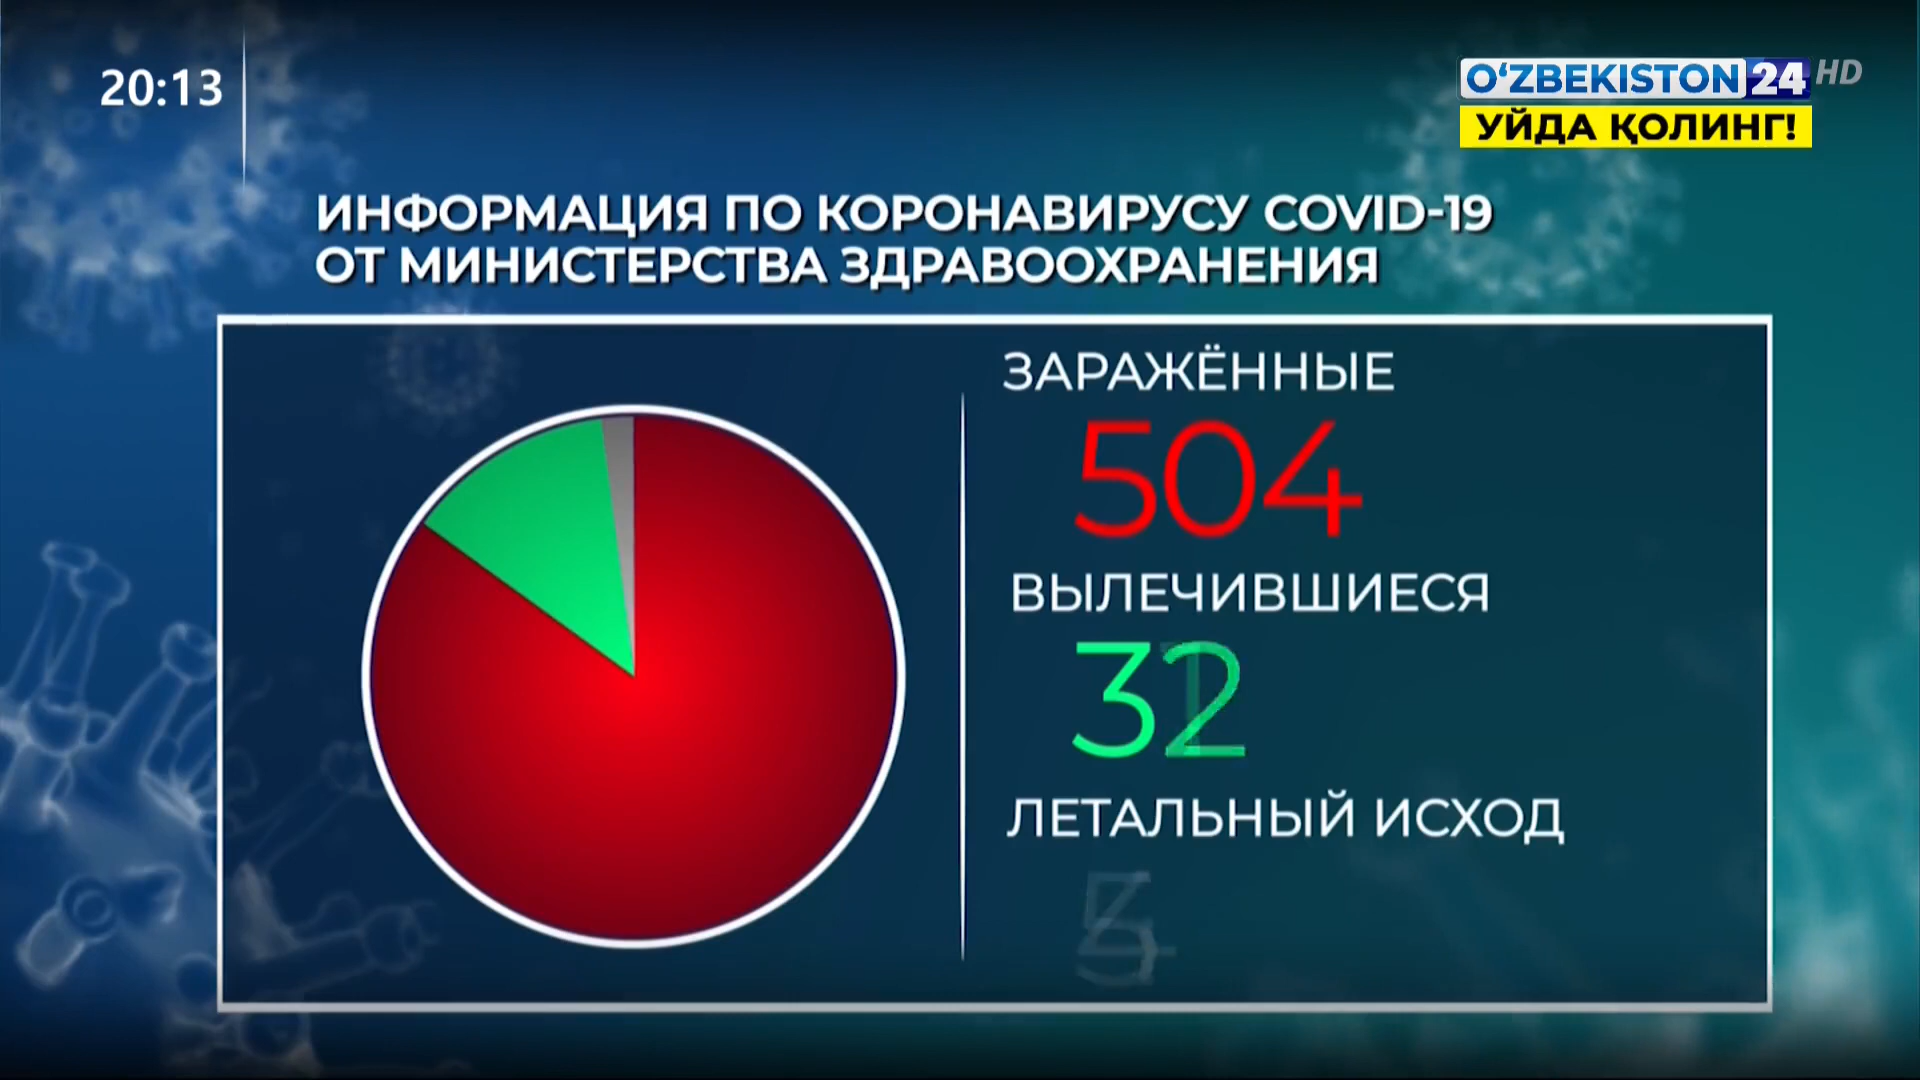 20:13
O‘ZBEKISTON 24 HD
УЙДА ҚОЛИНГ!
ИНФОРМАЦИЯ ПО КОРОНАВИРУСУ COVID-19
ОТ МИНИСТЕРСТВА ЗДРАВООХРАНЕНИЯ
ЗАРАЖЁННЫЕ
504
ВЫЛЕЧИВШИЕСЯ
32
ЛЕТАЛЬНЫЙ ИСХОД